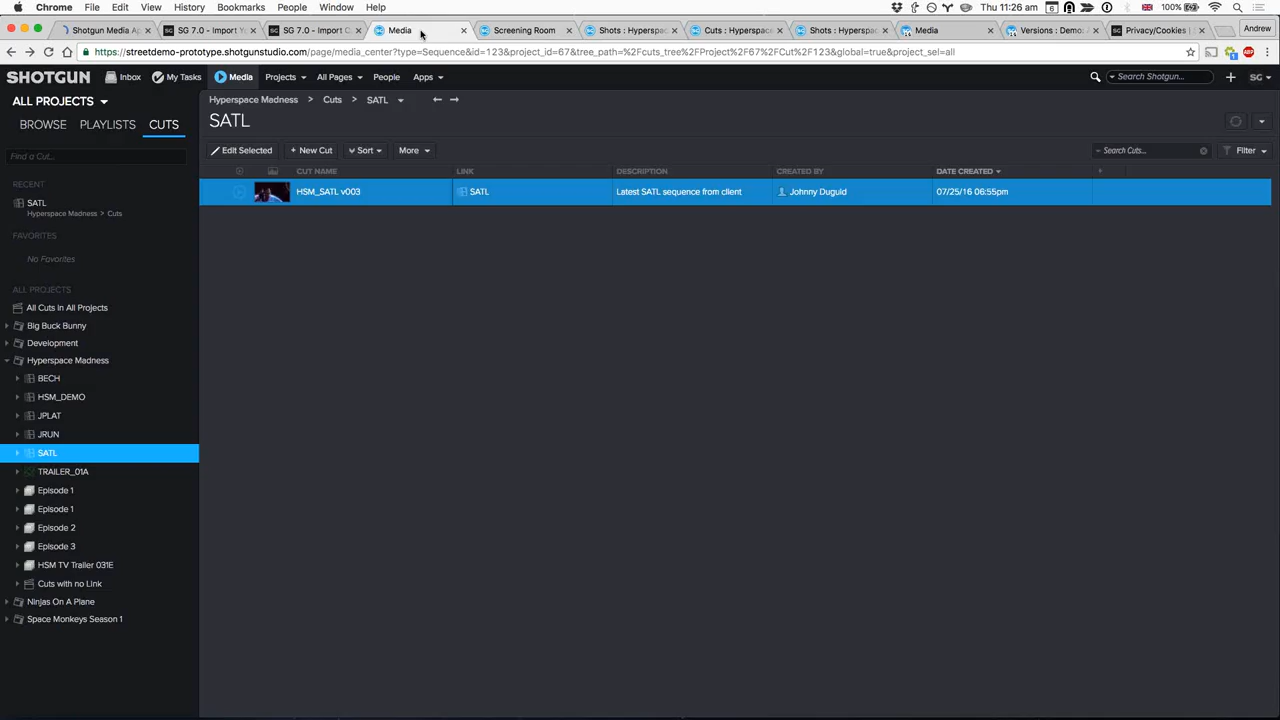 Chrome File Edit View History Bookmarks People Window Help
Thu 11:26 am 100%
Shotgun Media Ap SG 7.0 - Import Yo SG 7.0 - Import C Media Screening Room Shots : Hyperspac Cuts : Hyperspace Shots : Hyperspac Media Versions : Demo: Privacy/Cookies | Andrew
https://streetdemo-prototype.shotgunstudio.com/page/media_center?type=Sequence&id=123&project_id=67&tree_path=%2Fcuts_tree%2FProject%2F67%2FCut%2F123&global=true&project_sel=all
SHOTGUN Inbox My Tasks Media Projects All Pages People Apps Search Shotgun... SG
ALL PROJECTS
BROWSE PLAYLISTS CUTS
Find a Cut...
RECENT
SATL
Hyperspace Madness > Cuts
FAVORITES
No Favorites
ALL PROJECTS
All Cuts in All Projects
Big Buck Bunny
Development
Hyperspace Madness
BECH
HSM_DEMO
JPLAT
JRUN
SATL
TRAILER_01A
Episode 1
Episode 1
Episode 2
Episode 3
HSM TV Trailer 031E
Cuts with no Link
Ninjas On A Plane
Space Monkeys Season 1
Hyperspace Madness > Cuts > SATL
SATL
Edit Selected + New Cut Sort More Search Cuts... Filter
CUT NAME LINK DESCRIPTION CREATED BY DATE CREATED
HSM_SATL v003 SATL Latest SATL sequence from client Johnny Duguid 07/25/16 06:55pm